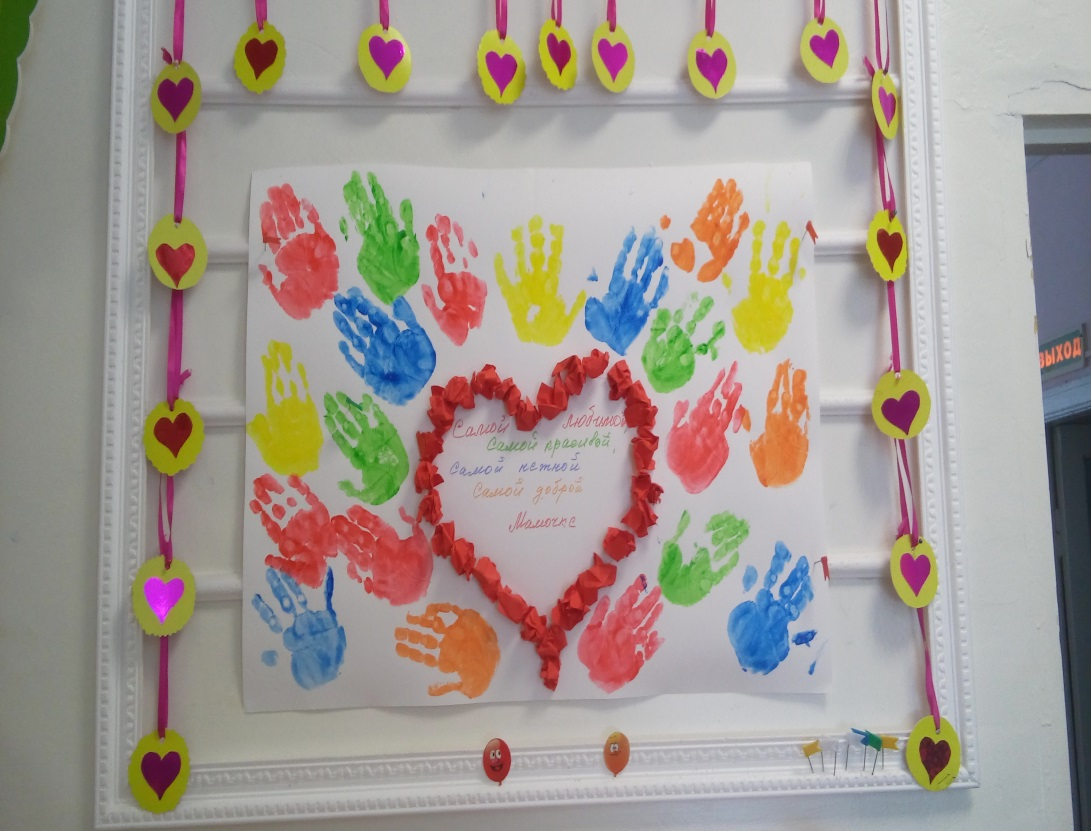 Самой любимой,
Самой красивой,
Самой нежной
Самой доброй
Мамочке
ВЫХОД